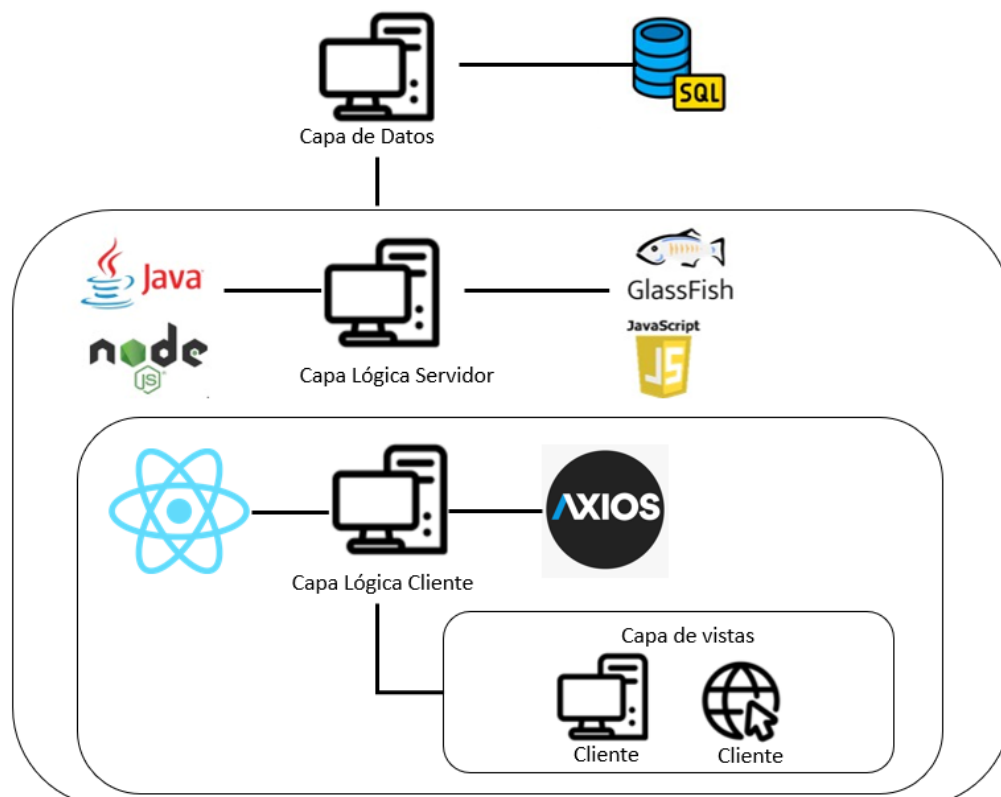 SQL
Capa de Datos
Java
GlassFish
node
JS
JavaScript
JS
Capa Lógica Servidor
AXIOS
Capa Lógica Cliente
Capa de vistas
Cliente
Cliente